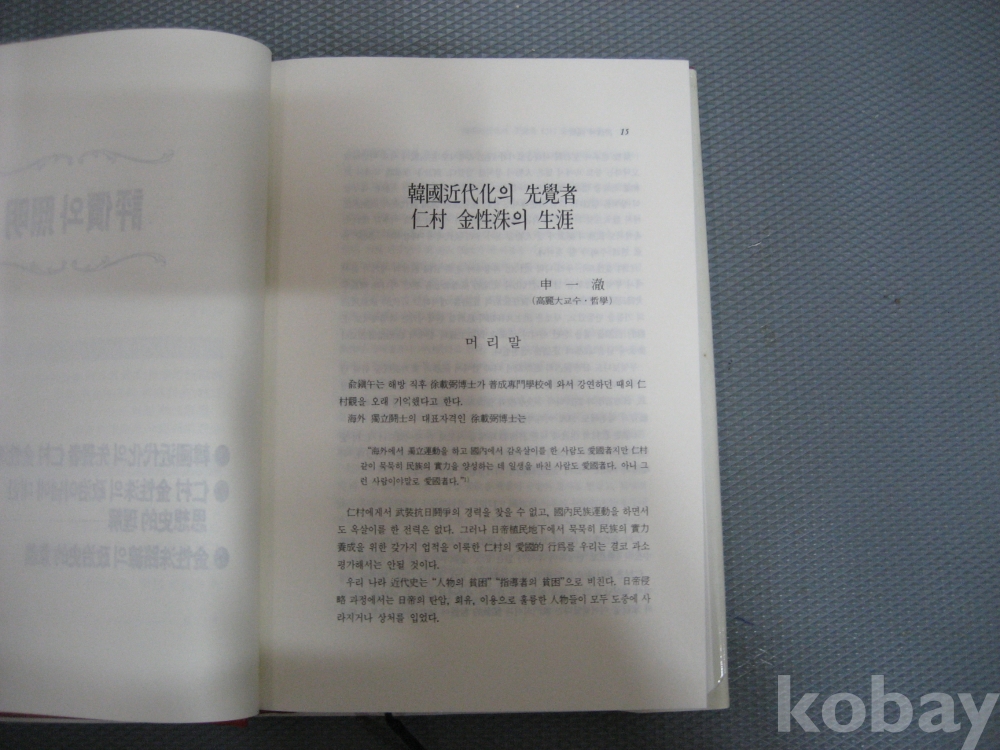 15
韓國近代化의 先覺者
仁村 金性洙의 生涯
申 一 澈
(高麗大교수·哲學)
머 리 말
兪鎭午는 해방 직후 徐載弼博士가 普成專門學校에 와서 강연하던 때의 仁
村觀을 오래 기억했다고 한다.
海外 獨立鬪士의 대표자격인 徐載弼博士는
“海外에서 獨立運動을 하고 國內에서 감옥살이를 한 사람도 愛國者지만 仁村
같이 묵묵히 民族의 實力을 양성하는 데 일생을 바친 사람도 愛國者다. 아니 그
런 사람이야말로 愛國者다.”1)
仁村에게서 武裝抗日鬪爭의 경력을 찾을 수 없고, 國內民族運動을 하면서
도 옥살이를 한 전력은 없다. 그러나 日帝植民地下에서 묵묵히 民族의 實力
養成을 위한 갖가지 업적을 이룩한 仁村의 愛國的 行爲를 우리는 결코 과소
평가해서는 안될 것이다.
우리 나라 近代史는 “人物의 貧困” “指導者의 貧困”으로 비친다. 日帝侵
略 과정에서는 日帝의 탄압, 회유, 이용으로 훌륭한 人物들이 모두 도중에 사
라지거나 상처를 입었다.
kobay